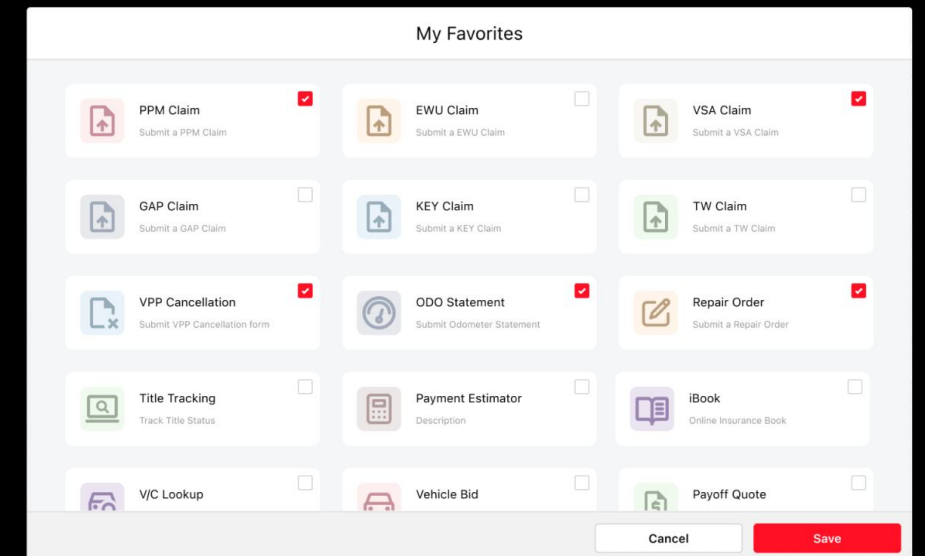 My Favorites
PPM Claim
Submit a PPM Claim
EWU Claim
Submit a EWU Claim
VSA Claim
Submit a VSA Claim
GAP Claim
Submit a GAP Claim
KEY Claim
Submit a KEY Claim
TW Claim
Submit a TW Claim
VPP Cancellation
Submit VPP Cancellation form
ODO Statement
Submit Odometer Statement
Repair Order
Submit a Repair Order
Title Tracking
Track Title Status
Payment Estimator
Description
iBook
Online Insurance Book
V/C Lookup
Vehicle Bid
Payoff Quote
Cancel
Save